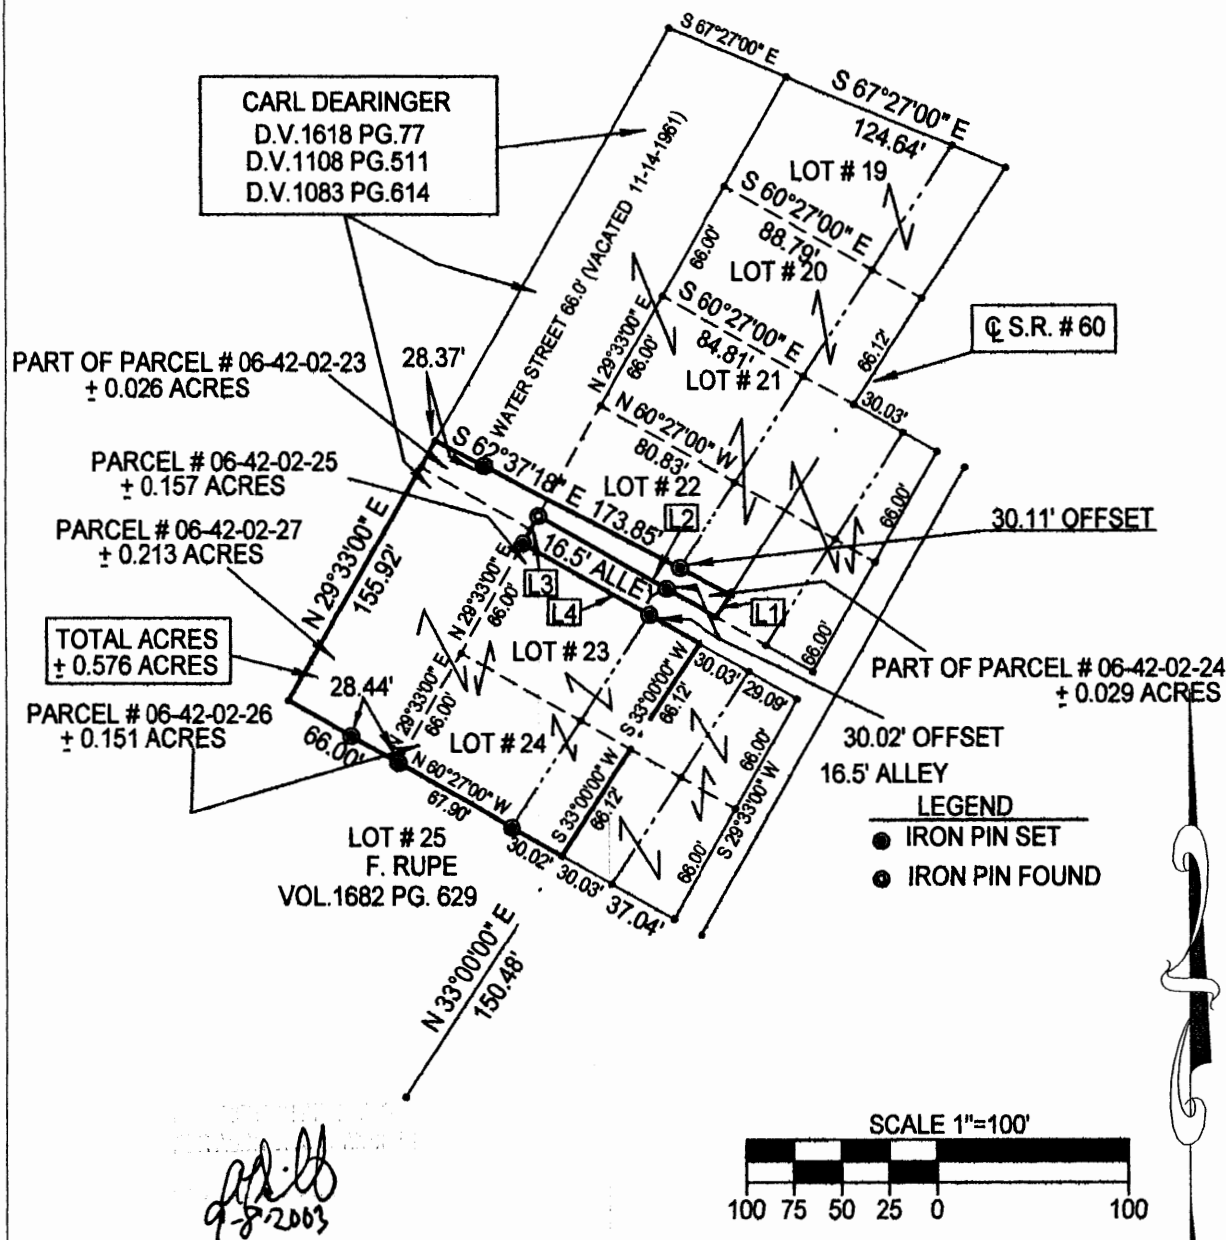 S 67°27'00" E
S 67°27'00" E
124.64'
CARL DEARINGER
D.V.1618 PG.77
D.V.1108 PG.511
D.V.1083 PG.614
WATER STREET 66.0' (VACATED 11-14-1961)
LOT # 19
S 60°27'00" E
88.79'
66.00'
LOT # 20
S 60°27'00" E
84.81'
℄ S.R. # 60
66.12'
30.03'
N 29°33'00" E
66.00'
LOT # 21
PART OF PARCEL # 06-42-02-23
± 0.026 ACRES
28.37'
N 60°27'00" W
80.83'
S 62°37'18" E 173.85'
PARCEL # 06-42-02-25
± 0.157 ACRES
LOT # 22
66.00'
L2
30.11' OFFSET
PARCEL # 06-42-02-27
± 0.213 ACRES
N 29°33'00" E
155.92'
16.5' ALLEY
L3
L4
L1
N 29°33'00" E
66.00'
TOTAL ACRES
± 0.576 ACRES
LOT # 23
66.00'
PART OF PARCEL # 06-42-02-24
± 0.029 ACRES
30.03'
29.09'
S 33°00'00" W
66.12'
28.44'
PARCEL # 06-42-02-26
± 0.151 ACRES
N 29°33'00" E
66.00'
LOT # 24
30.02' OFFSET
16.5' ALLEY
66.00'
N 60°27'00" W
67.90'
S 33°00'00" W
66.12'
66.00'
S 29°33'00" W
66.00'
LEGEND
IRON PIN SET
IRON PIN FOUND
LOT # 25
F. RUPE
VOL.1682 PG. 629
30.02'
30.03'
37.04'
N 33°00'00" E
150.48'
9-8-2003
SCALE 1"=100'
100 75 50 25 0 100